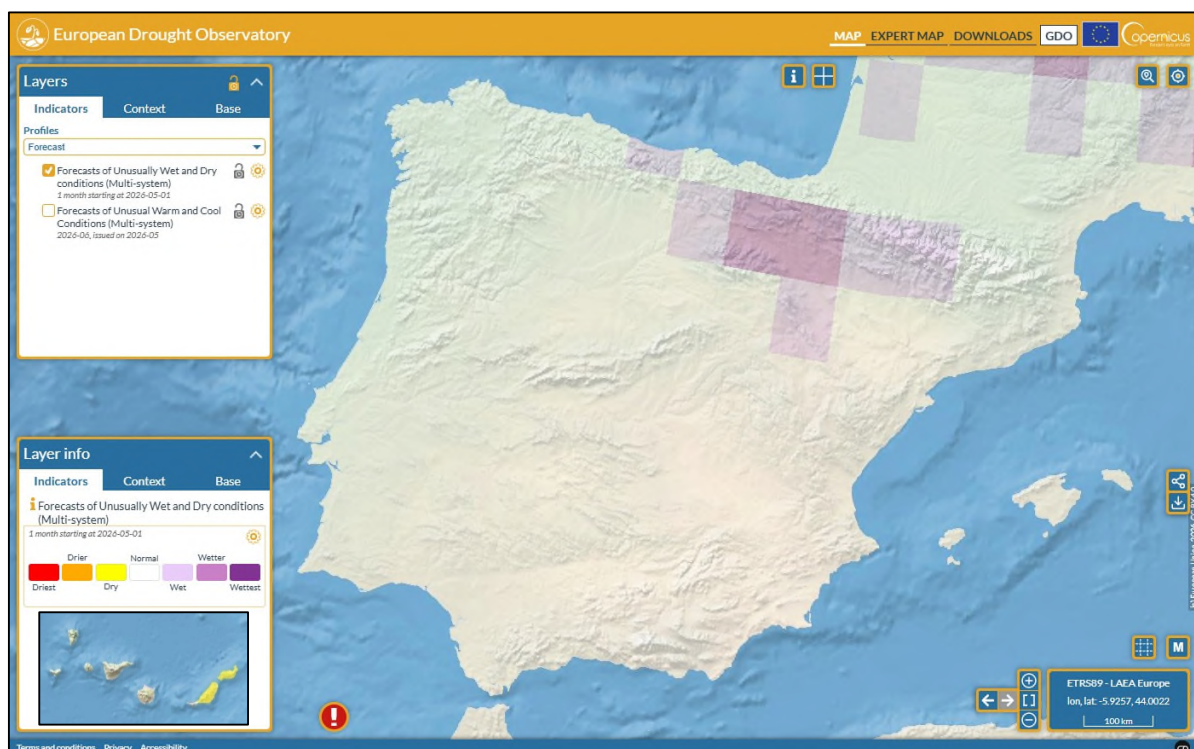 European Drought Observatory
MAP EXPERT MAP DOWNLOADS GDO
opernicus
Layers
Indicators Context Base
Profiles
Forecast
Forecasts of Unusually Wet and Dry
conditions (Multi-system)
1 month starting at 2026-05-01
Forecasts of Unusual Warm and Cool
Conditions (Multi-system)
2026-06, issued on 2026-05
Layer info
Indicators Context Base
Forecasts of Unusually Wet and Dry conditions
(Multi-system)
1 month starting at 2026-05-01
Drier Normal Wetter
Driest Dry Wet Wettest
M
ETRS89 - LAEA Europe
lon, lat: -5.9257, 44.0022
100 km
Terms and conditions Privacy Accessibility